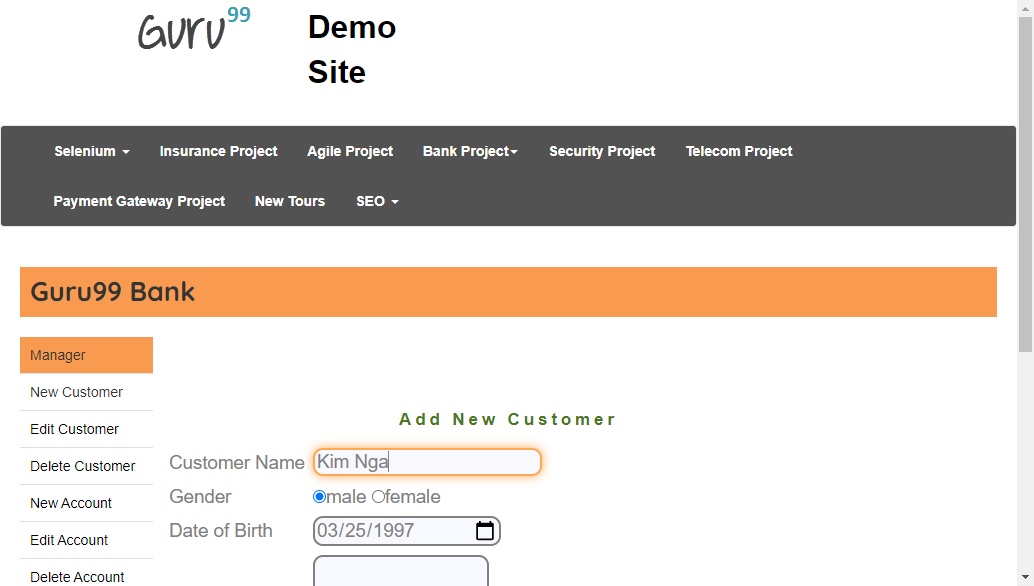 Guru99
Demo
Site
Selenium
Insurance Project
Agile Project
Bank Project
Security Project
Telecom Project
Payment Gateway Project
New Tours
SEO
Guru99 Bank
Manager
New Customer
Edit Customer
Delete Customer
New Account
Edit Account
Delete Account
Add New Customer
Customer Name Kim Nga
Gender male female
Date of Birth 03/25/1997